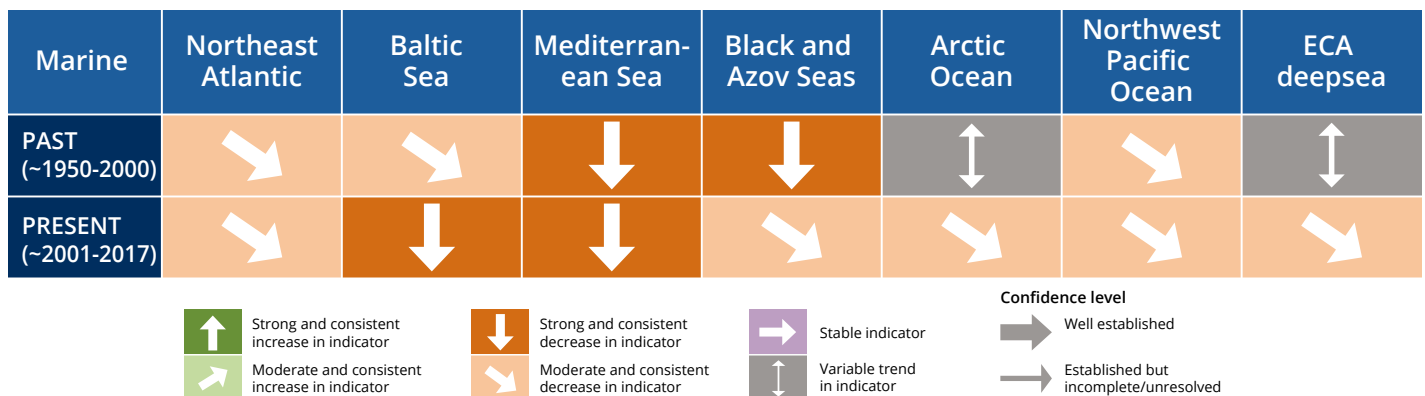 Marine
Northeast
Atlantic
Baltic
Sea
Mediterran-
ean Sea
Black and
Azov Seas
Arctic
Ocean
Northwest
Pacific
Ocean
ECA
deepsea
PAST
(~1950-2000)
PRESENT
(~2001-2017)
Strong and consistent
increase in indicator
Moderate and consistent
increase in indicator
Strong and consistent
decrease in indicator
Moderate and consistent
decrease in indicator
Stable indicator
Variable trend
in indicator
Confidence level
Well established
Established but
incomplete/unresolved